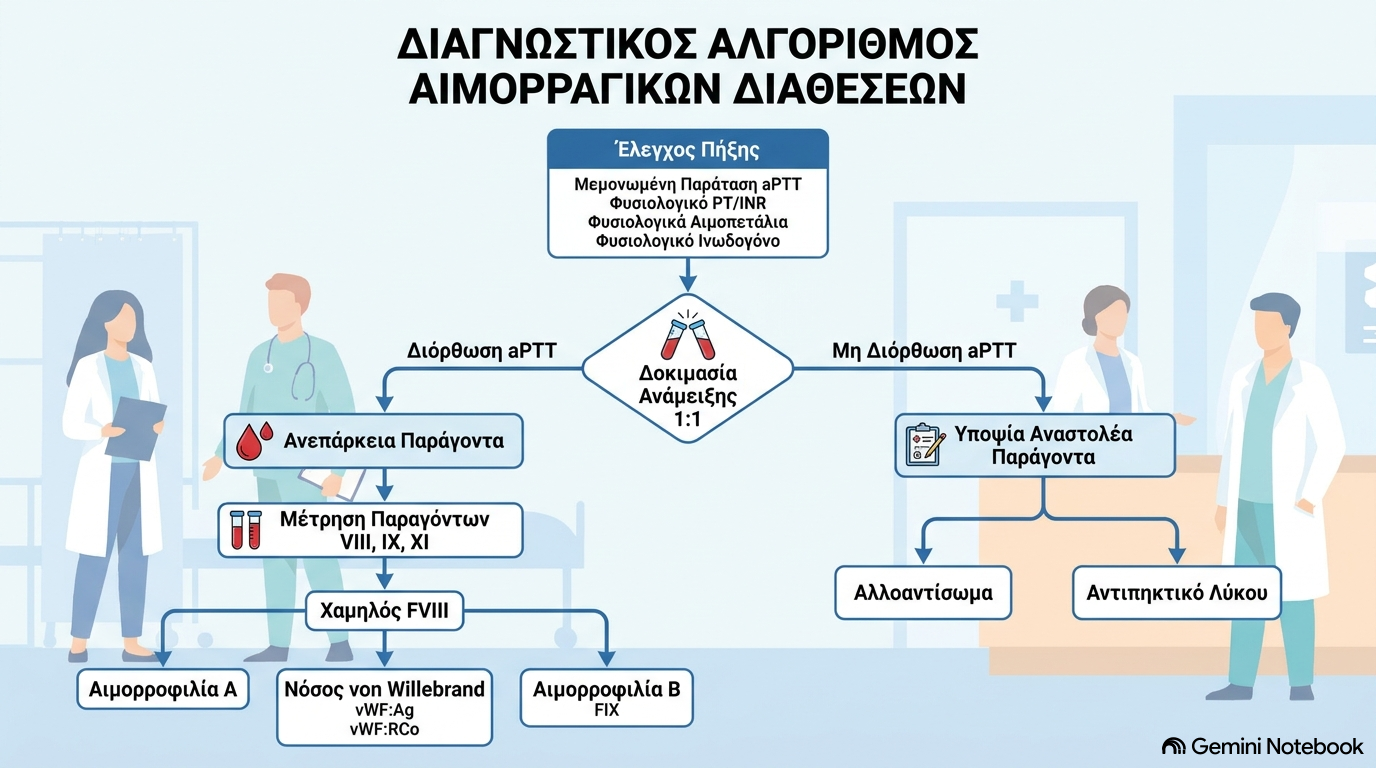 ΔΙΑΓΝΩΣΤΙΚΟΣ ΑΛΓΟΡΙΘΜΟΣ
ΑΙΜΟΡΡΑΓΙΚΩΝ ΔΙΑΘΕΣΕΩΝ
Έλεγχος Πήξης
Μεμονωμένη Παράταση aPTT
Φυσιολογικό PT/INR
Φυσιολογικά Αιμοπετάλια
Φυσιολογικό Ινωδογόνο
Διόρθωση aPTT
Δοκιμασία
Ανάμειξης
1:1
Μη Διόρθωση aPTT
Ανεπάρκεια Παράγοντα
Υποψία Αναστολέα
Παράγοντα
Μέτρηση Παραγόντων
VIII, IX, XI
Αλλοαντίσωμα
Αντιπηκτικό Λύκου
Χαμηλός FVIII
Αιμορροφιλία Α
Νόσος von Willebrand
vWF:Ag
vWF:RCo
Αιμορροφιλία Β
FIX
Gemini Notebook